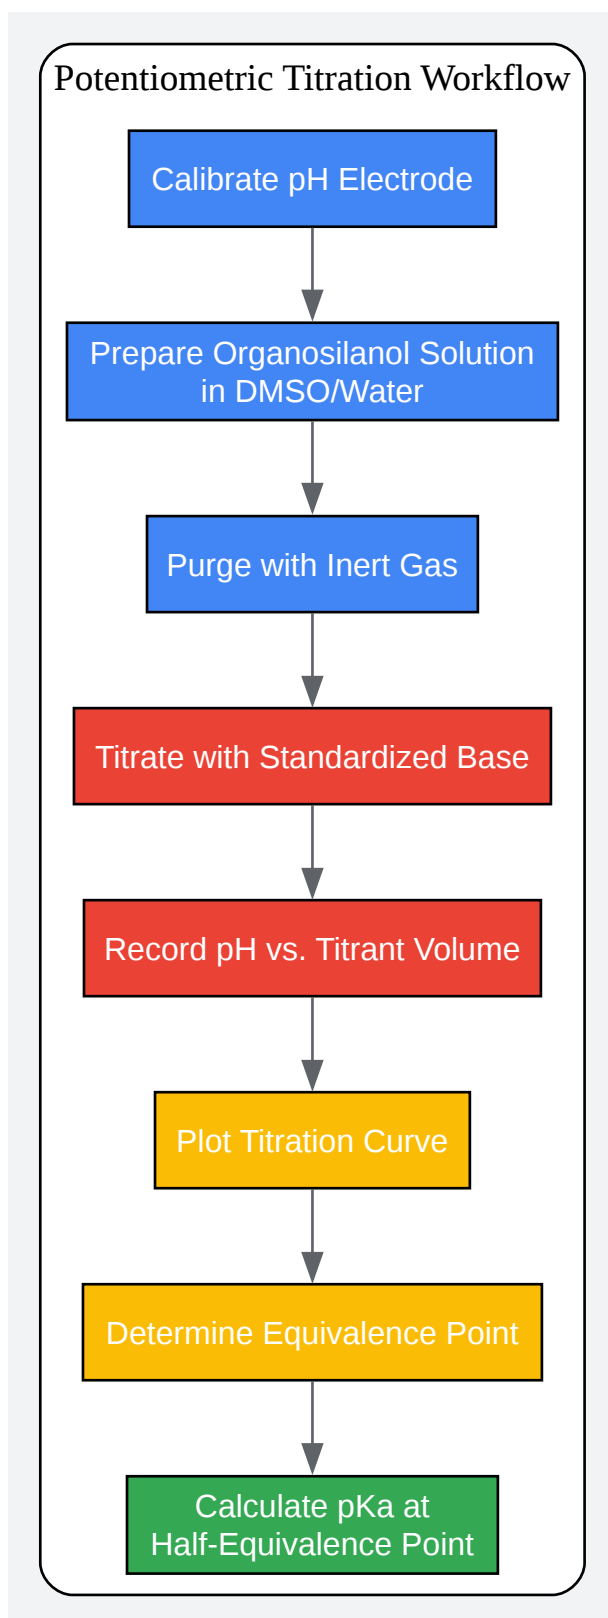 Potentiometric Titration Workflow
Calibrate pH Electrode
Prepare Organosilanol Solution
in DMSO/Water
Purge with Inert Gas
Titrate with Standardized Base
Record pH vs. Titrant Volume
Plot Titration Curve
Determine Equivalence Point
Calculate pKa at
Half-Equivalence Point